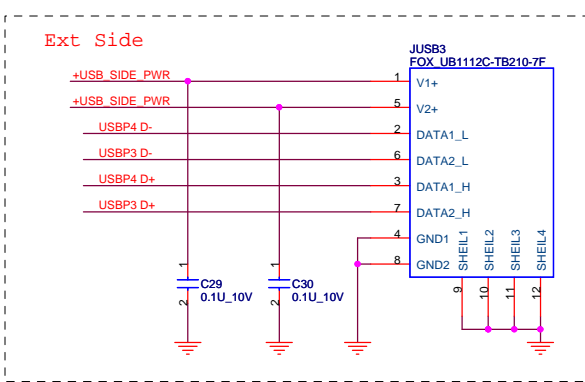 Ext Side
JUSB3
FOX_UB1112C-TB210-7F
+USB_SIDE_PWR 1 V1+
+USB_SIDE_PWR 5 V2+
USBP4 D- 2 DATA1_L
USBP3 D- 6 DATA2_L
USBP4 D+ 3 DATA1_H
USBP3 D+ 7 DATA2_H
4 GND1
8 GND2
SHEIL1
SHEIL2
SHEIL3
SHEIL4
9
10
11
12
1
C29
0.1U_10V
2
1
C30
0.1U_10V
2